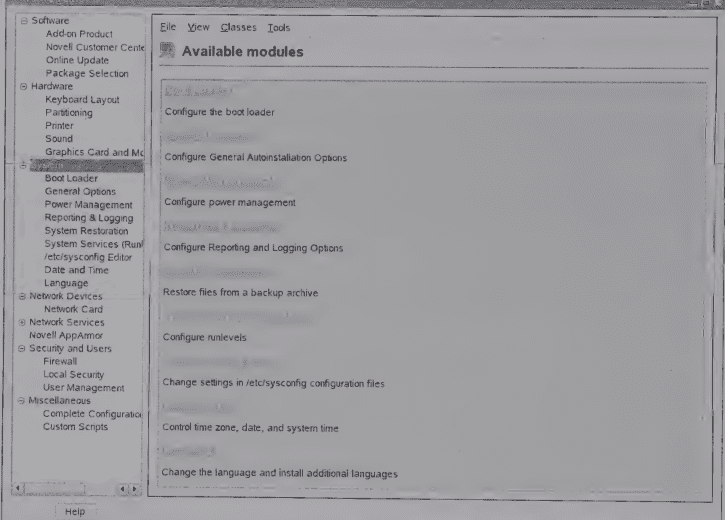 Software
Add-on Product
Novell Customer Cente
Online Update
Package Selection
Hardware
Keyboard Layout
Partitioning
Printer
Sound
Graphics Card and Mo
Boot Loader
General Options
Power Management
Reporting & Logging
System Restoration
System Services (Runl
/etc/sysconfig Editor
Date and Time
Language
Network Devices
Network Card
Network Services
Novell AppArmor
Security and Users
Firewall
Local Security
User Management
Miscellaneous
Complete Configuration
Custom Scripts
Help
File View Classes Tools
Available modules
Configure the boot loader
Configure General Autoinstallation Options
Configure power management
Configure Reporting and Logging Options
Restore files from a backup archive
Configure runlevels
Change settings in /etc/sysconfig configuration files
Control time zone, date, and system time
Change the language and install additional languages